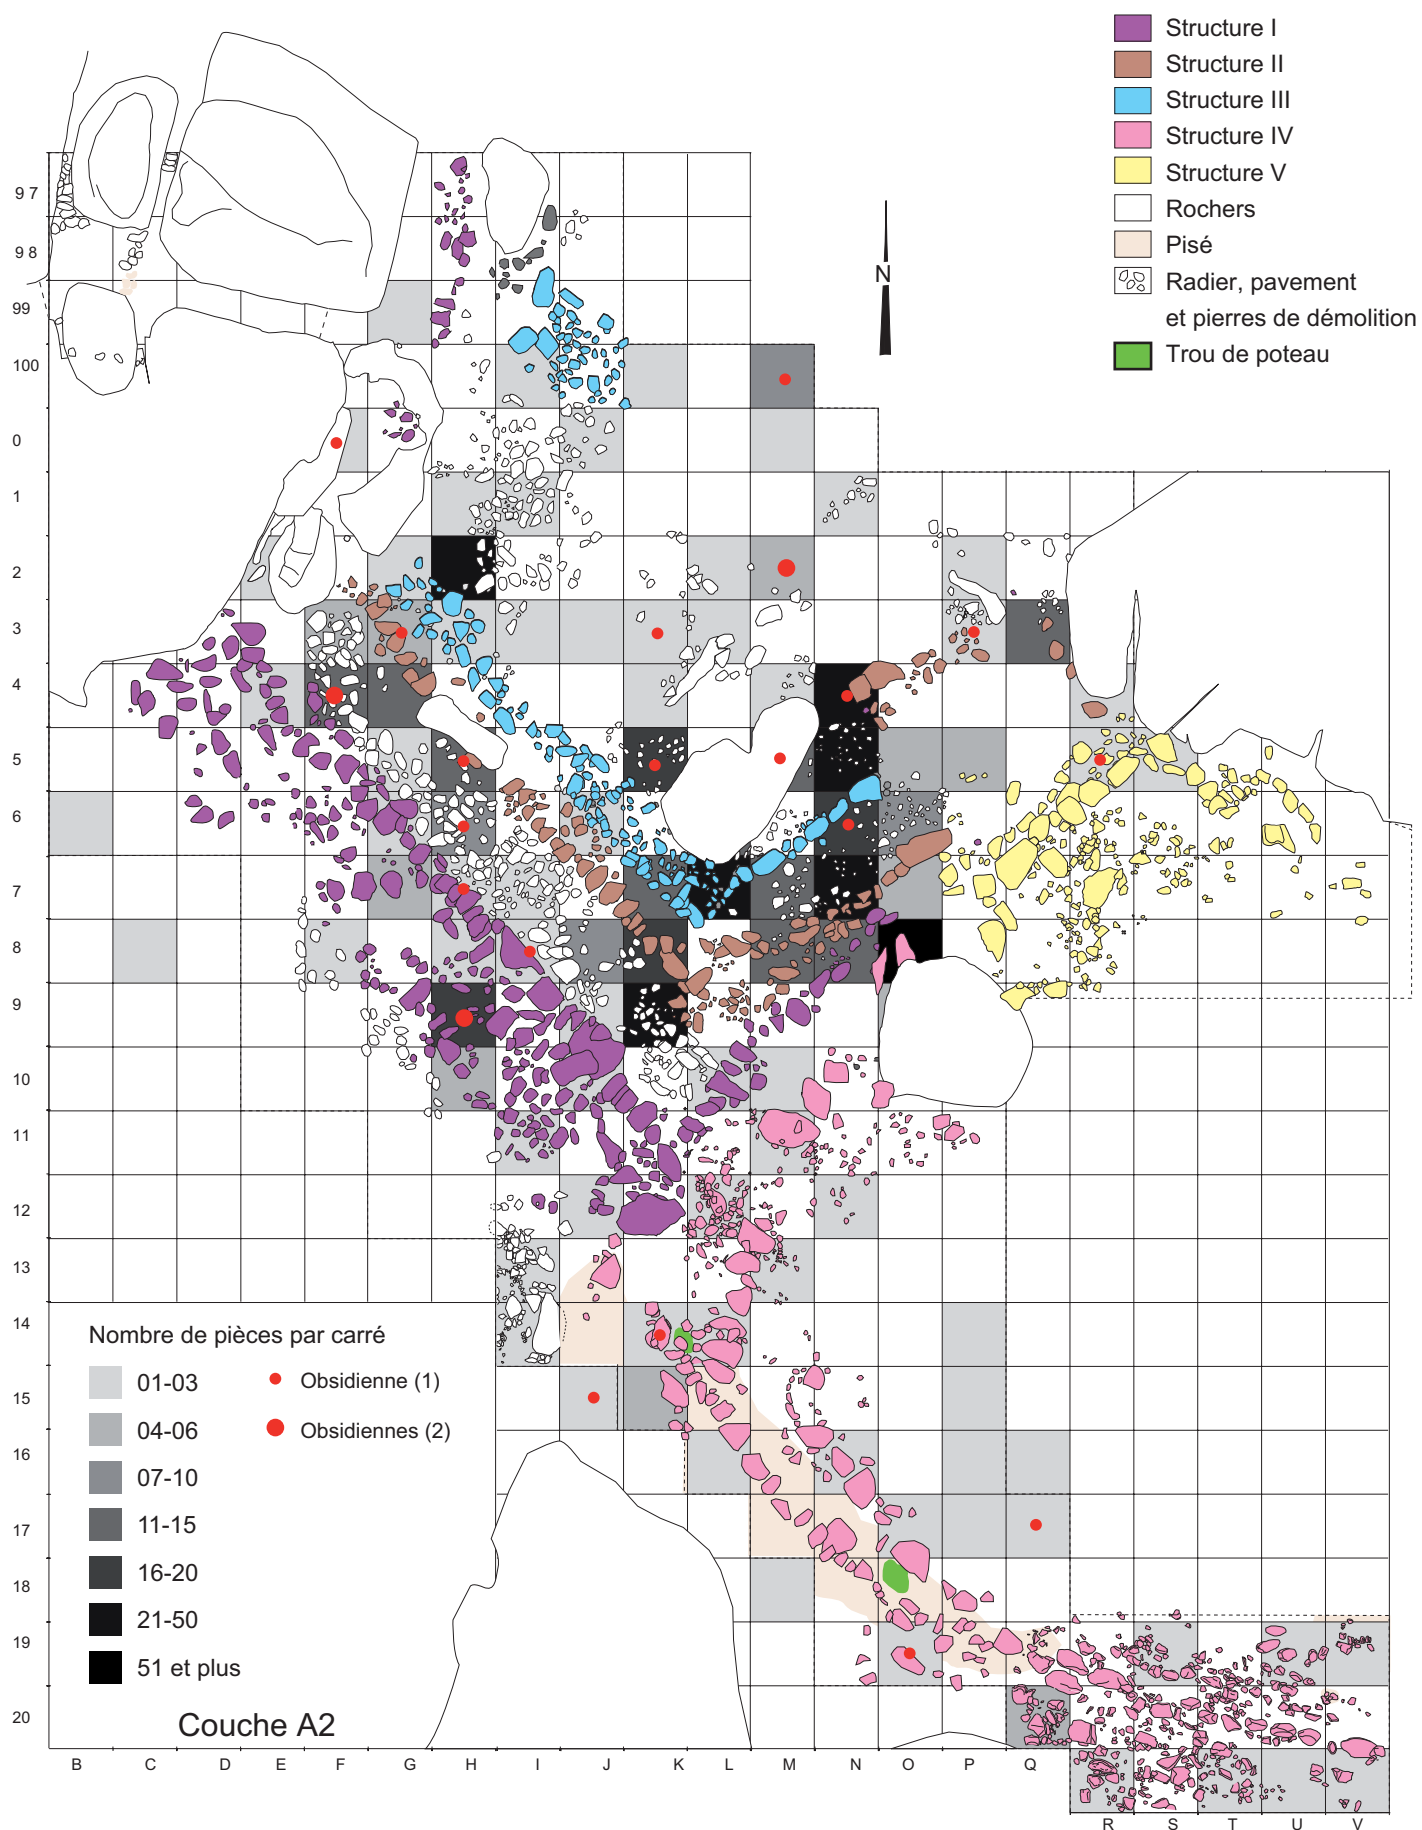 Structure I
Structure II
Structure III
Structure IV
Structure V
Rochers
Pisé
Radier, pavement
et pierres de démolition
Trou de poteau
N
9 7
9 8
99
100
0
1
2
3
4
5
6
7
8
9
10
11
12
13
14
15
16
17
18
19
20
Nombre de pièces par carré
01-03
04-06
07-10
11-15
16-20
21-50
51 et plus
Obsidienne (1)
Obsidiennes (2)
Couche A2
B C D E F G H I J K L M N O P Q
R S T U V